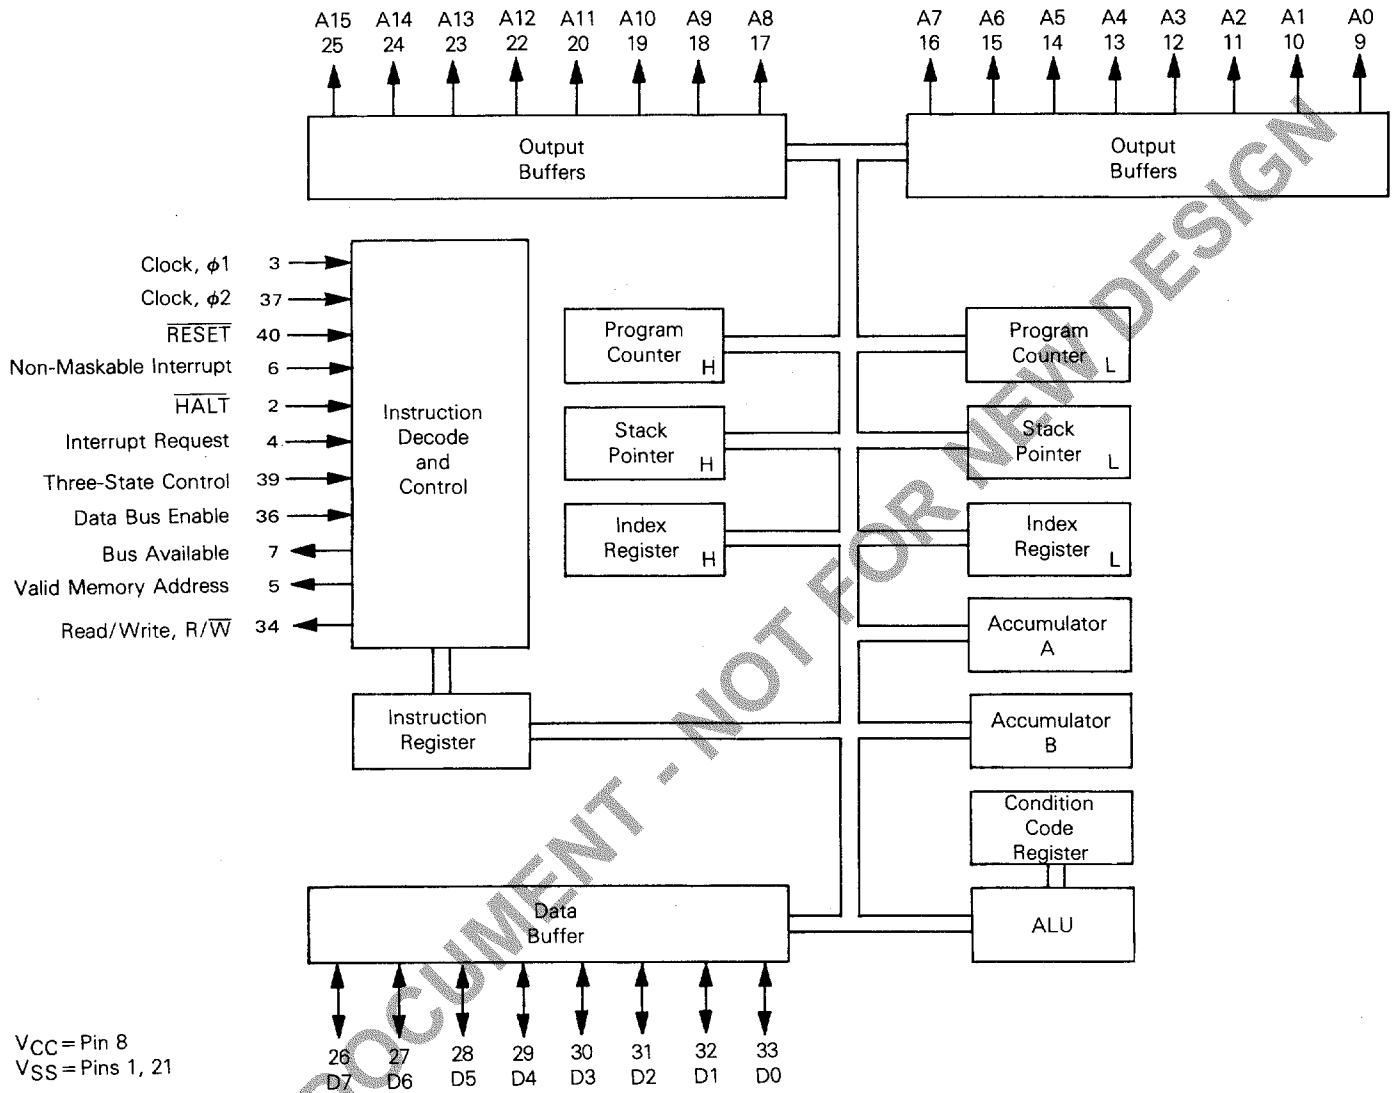 A15 A14 A13 A12 A11 A10 A9 A8 A7 A6 A5 A4 A3 A2 A1 A0
25 24 23 22 20 19 18 17 16 15 14 13 12 11 10 9
Output
Buffers
Output
Buffers
Clock, ϕ1 3
Clock, ϕ2 37
R̅E̅S̅E̅T̅ 40
Non-Maskable Interrupt 6
H̅A̅L̅T̅ 2
Interrupt Request 4
Three-State Control 39
Data Bus Enable 36
Bus Available 7
Valid Memory Address 5
Read/Write, R/W̅ 34
Instruction
Decode
and
Control
Instruction
Register
Program
Counter
H
Program
Counter
L
Stack
Pointer
H
Stack
Pointer
L
Index
Register
H
Index
Register
L
Accumulator
A
Accumulator
B
Condition
Code
Register
ALU
Data
Buffer
26 27 28 29 30 31 32 33
D7 D6 D5 D4 D3 D2 D1 D0
VCC = Pin 8
VSS = Pins 1, 21
DOCUMENT - NOT FOR NEW DESIGN